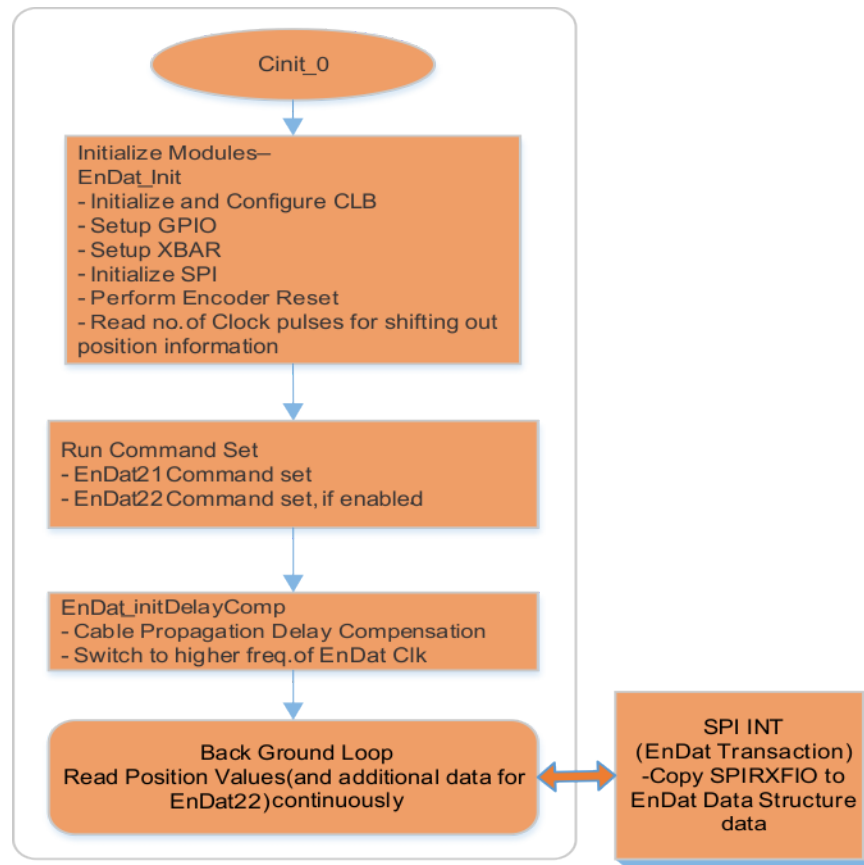 Cinit_0
Initialize Modules–
EnDat_Init
- Initialize and Configure CLB
- Setup GPIO
- Setup XBAR
- Initialize SPI
- Perform Encoder Reset
- Read no.of Clock pulses for shifting out
position information
Run Command Set
- EnDat21 Command set
- EnDat22 Command set, if enabled
EnDat_initDelayComp
- Cable Propagation Delay Compensation
- Switch to higher freq.of EnDat Clk
Back Ground Loop
Read Position Values(and additional data for
EnDat22)continuously
SPI INT
(EnDat Transaction)
-Copy SPIRXFIO to
EnDat Data Structure
data